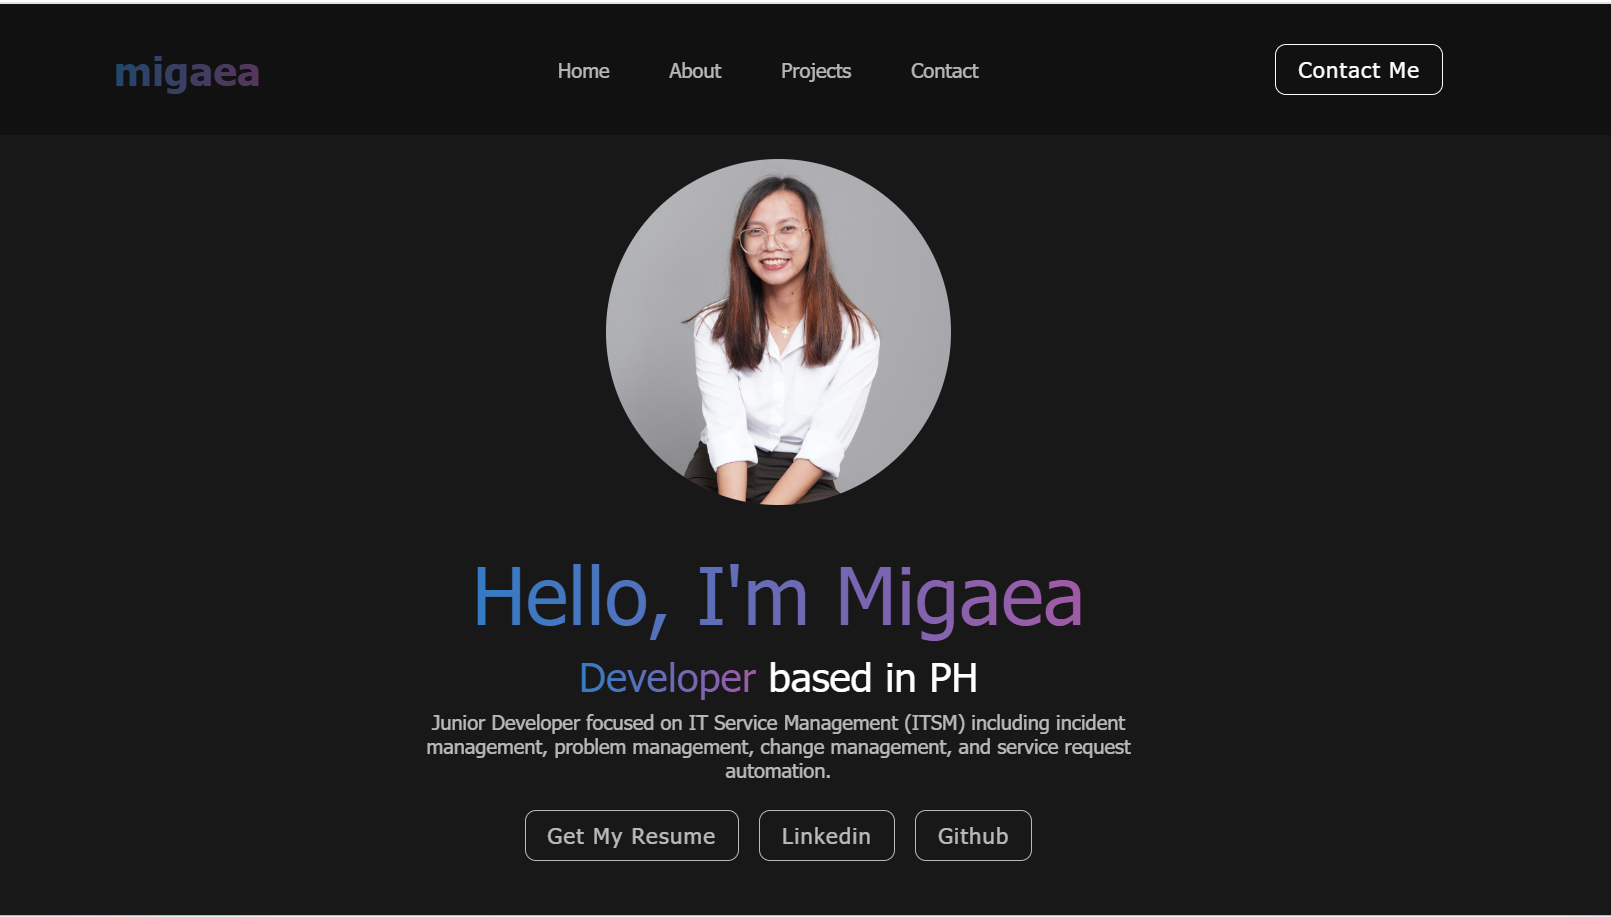 migaea
Home About Projects Contact
Contact Me
Hello, I'm Migaea
Developer based in PH
Junior Developer focused on IT Service Management (ITSM) including incident
management, problem management, change management, and service request
automation.
Get My Resume Linkedin Github